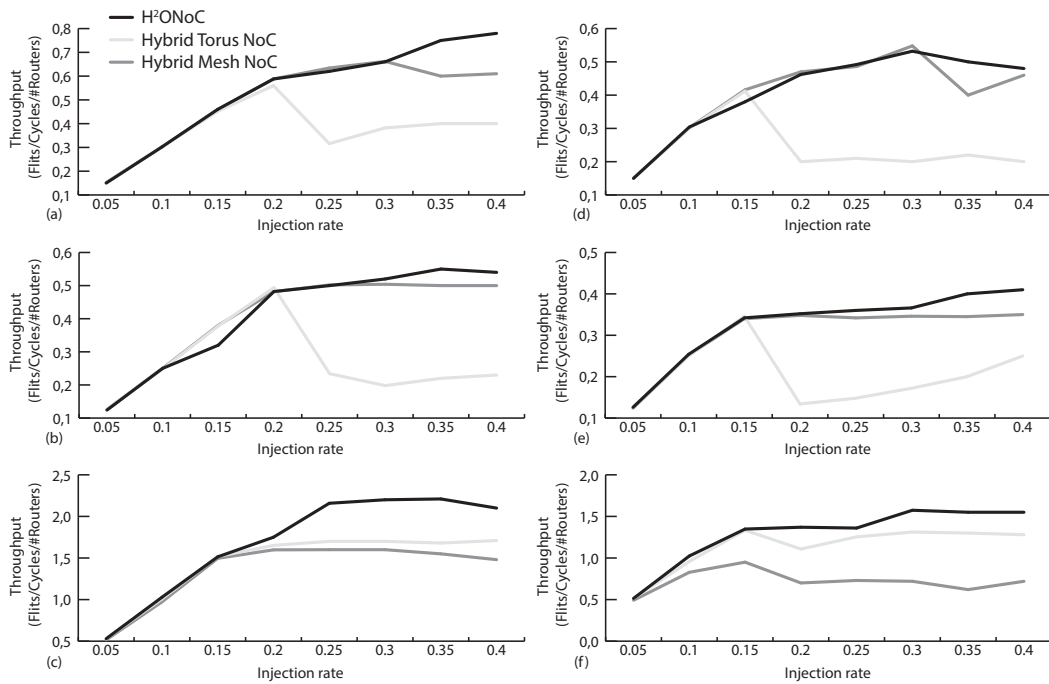 H²ONoC
Hybrid Torus NoC
Hybrid Mesh NoC
Throughput
(Flits/Cycles/#Routers)
0,8
0,7
0,6
0,5
0,4
0,3
0,2
0,1
0.05 0.1 0.15 0.2 0.25 0.3 0.35 0.4
(a)
Injection rate
Throughput
(Flits/Cycles/#Routers)
0,6
0,5
0,4
0,3
0,2
0,1
0.05 0.1 0.15 0.2 0.25 0.3 0.35 0.4
(d)
Injection rate
Throughput
(Flits/Cycles/#Routers)
0,6
0,5
0,4
0,3
0,2
0,1
0.05 0.1 0.15 0.2 0.25 0.3 0.35 0.4
(b)
Injection rate
Throughput
(Flits/Cycles/#Routers)
0,5
0,4
0,3
0,2
0,1
0.05 0.1 0.15 0.2 0.25 0.3 0.35 0.4
(e)
Injection rate
Throughput
(Flits/Cycles/#Routers)
2,5
2,0
1,5
1,0
0,5
0.05 0.1 0.15 0.2 0.25 0.3 0.35 0.4
(c)
Injection rate
Throughput
(Flits/Cycles/#Routers)
2,0
1,5
1,0
0,5
0,0
0.05 0.1 0.15 0.2 0.25 0.3 0.35 0.4
(f)
Injection rate